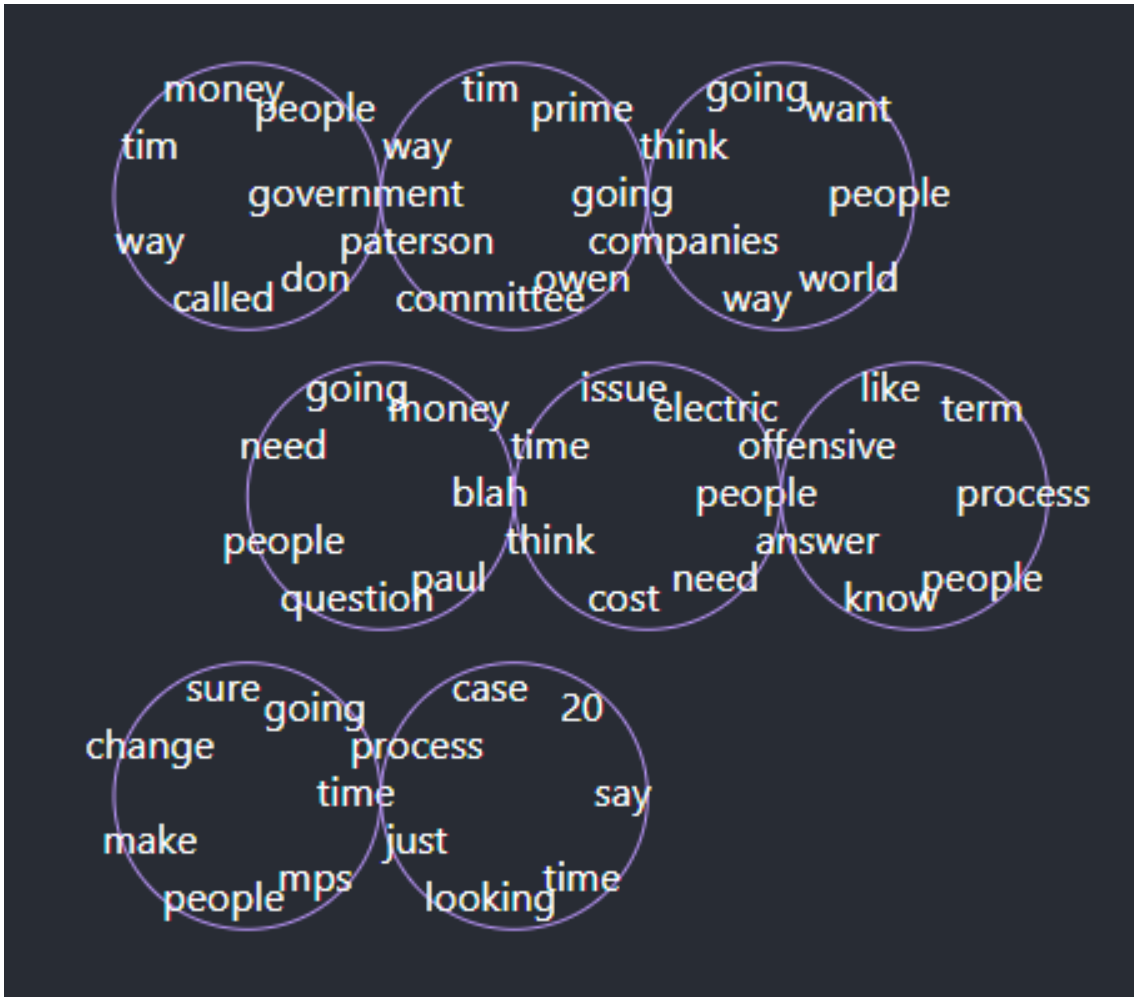 money people tim way government called don
tim prime way going paterson committee owen
going want think people companies way world
going money need blah people question paul
issue electric time people think cost need
like term offensive process answer know people
sure going change time make people mps
case 20 process say just looking time